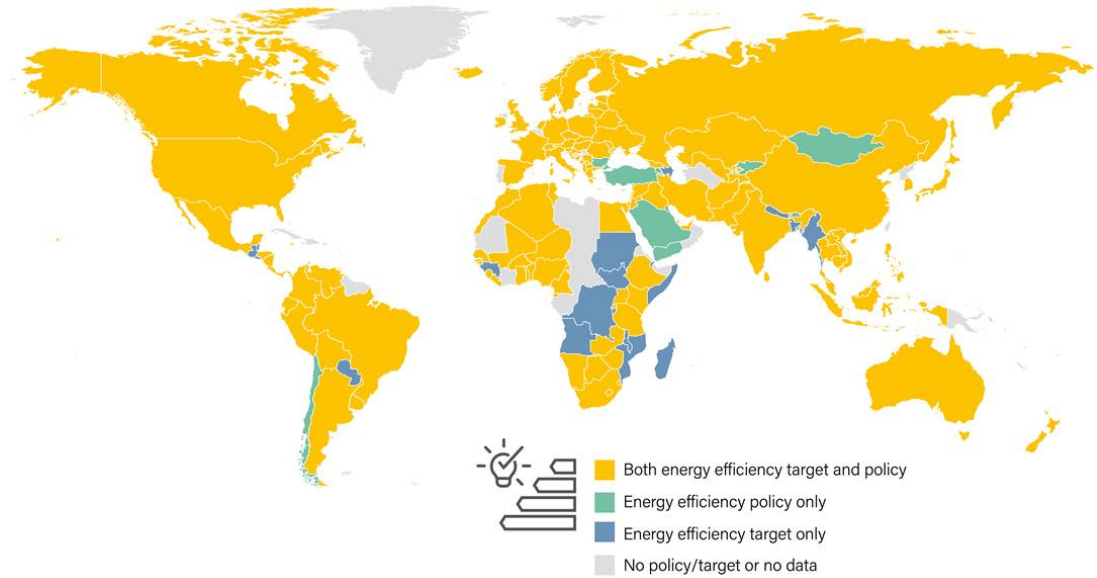 Both energy efficiency target and policy
Energy efficiency policy only
Energy efficiency target only
No policy/target or no data